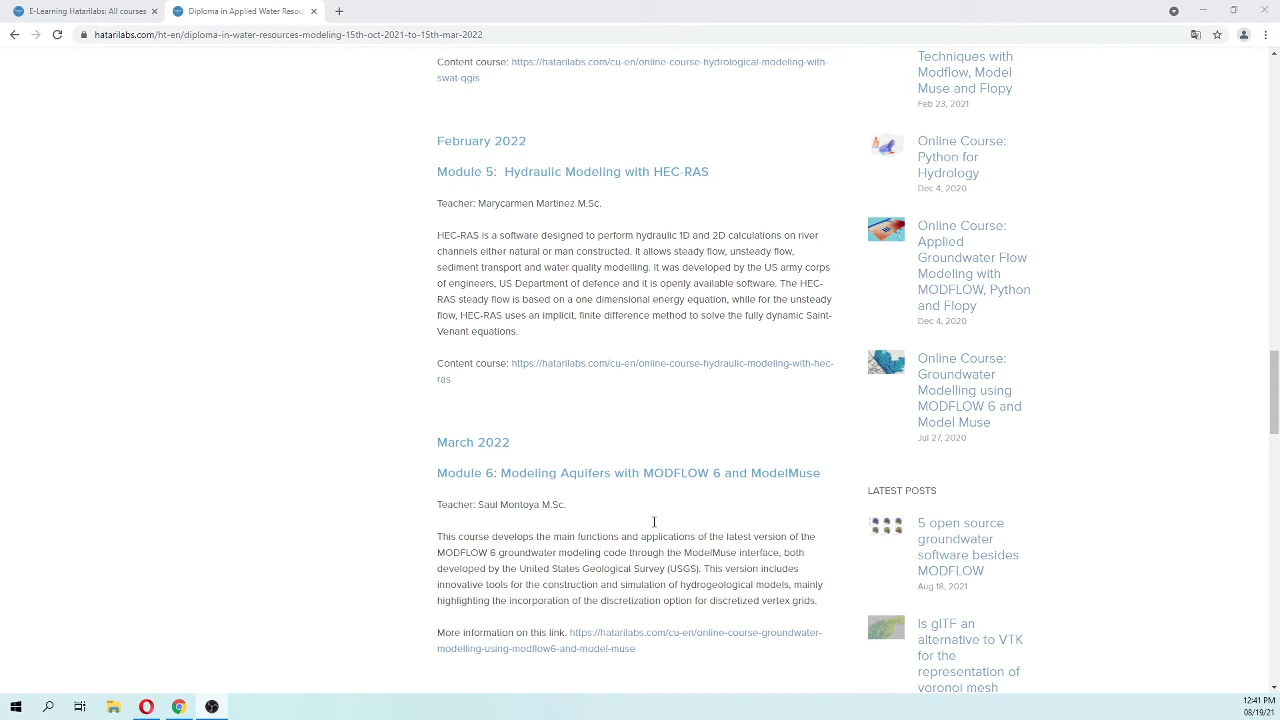 E-Learning Hatarilabs: All courses
Diploma in Applied Water Resou
hatarilabs.com/ht-en/diploma-in-water-resources-modeling-15th-oct-2021-to-15th-mar-2022
Content course: https://hatarilabs.com/cu-en/online-course-hydrological-modeling-with-
swat-qgis
February 2022
Module 5: Hydraulic Modeling with HEC-RAS
Teacher: Marycarmen Martinez M.Sc.
HEC-RAS is a software designed to perform hydraulic 1D and 2D calculations on river
channels either natural or man constructed. It allows steady flow, unsteady flow,
sediment transport and water quality modelling. It was developed by the US army corps
of engineers, US Department of defence and it is openly available software. The HEC-
RAS steady flow is based on a one dimensional energy equation, while for the unsteady
flow, HEC-RAS uses an implicit, finite difference method to solve the fully dynamic Saint-
Venant equations.
Content course: https://hatarilabs.com/cu-en/online-course-hydraulic-modeling-with-hec-
ras
March 2022
Module 6: Modeling Aquifers with MODFLOW 6 and ModelMuse
Teacher: Saul Montoya M.Sc.
This course develops the main functions and applications of the latest version of the
MODFLOW 6 groundwater modeling code through the ModelMuse interface, both
developed by the United States Geological Survey (USGS). This version includes
innovative tools for the construction and simulation of hydrogeological models, mainly
highlighting the incorporation of the discretization option for discretized vertex grids.
More information on this link. https://hatarilabs.com/cu-en/online-course-groundwater-
modelling-using-modflow6-and-model-muse
Techniques with
Modflow, Model
Muse and Flopy
Feb 23, 2021
Online Course:
Python for
Hydrology
Dec 4, 2020
Online Course:
Applied
Groundwater Flow
Modeling with
MODFLOW, Python
and Flopy
Dec 4, 2020
Online Course:
Groundwater
Modelling using
MODFLOW 6 and
Model Muse
Jul 27, 2020
LATEST POSTS
5 open source
groundwater
software besides
MODFLOW
Aug 18, 2021
Is glTF an
alternative to VTK
for the
representation of
voronoi mesh
12:41 PM
08/19/21